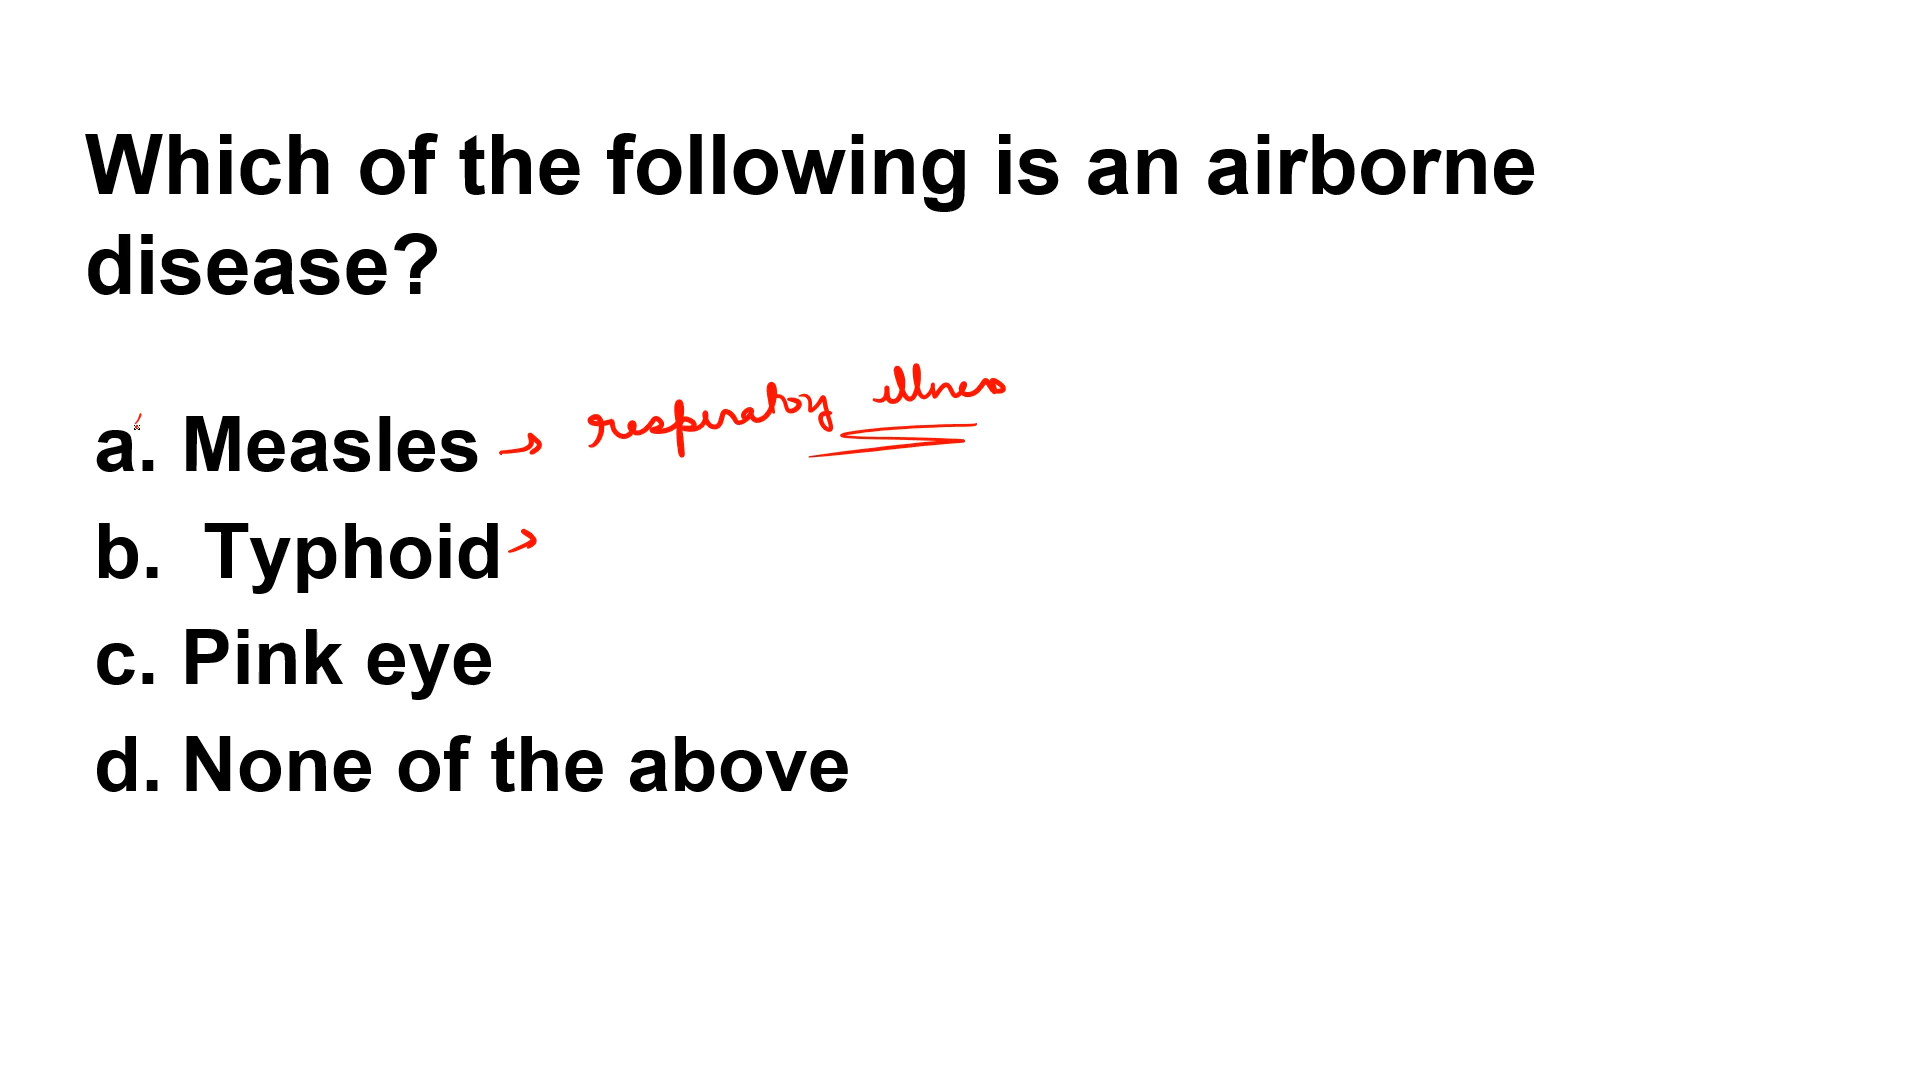 Which of the following is an airborne
disease?
a. Measles → respiratory illness
b. Typhoid →
c. Pink eye
d. None of the above